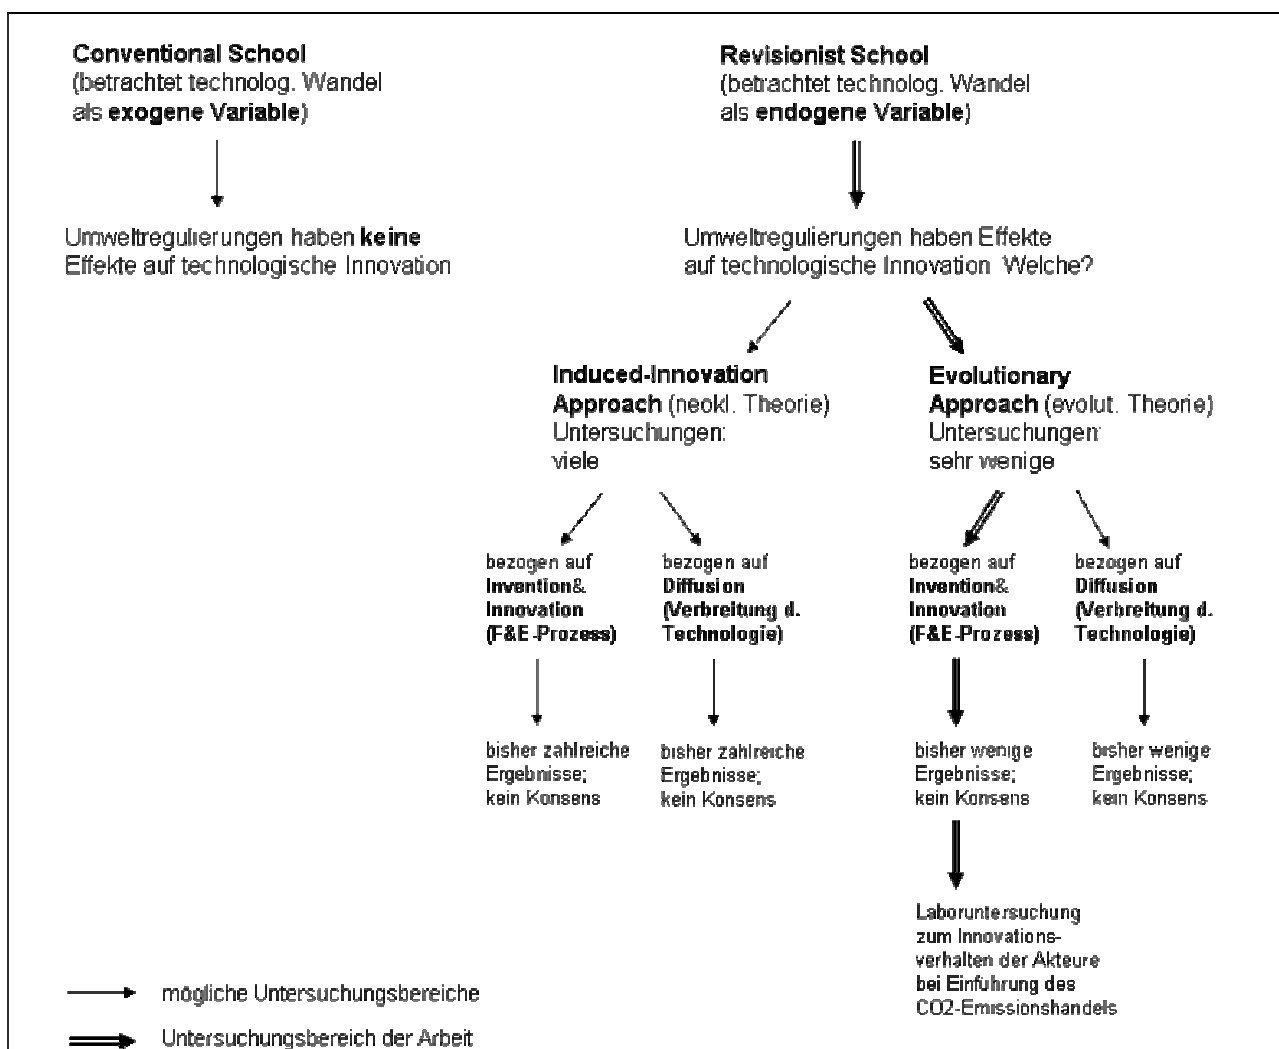 Conventional School
(betrachtet technolog. Wandel
als exogene Variable)
Umweltregulierungen haben keine
Effekte auf technologische Innovation
Revisionist School
(betrachtet technolog. Wandel
als endogene Variable)
Umweltregulierungen haben Effekte
auf technologische Innovation Welche?
Induced-Innovation
Approach (neokl. Theorie)
Untersuchungen:
viele
Evolutionary
Approach (evolut. Theorie)
Untersuchungen:
sehr wenige
bezogen auf
Invention&
Innovation
(F&E-Prozess)
bezogen auf
Diffusion
(Verbreitung d.
Technologie)
bezogen auf
Invention&
Innovation
(F&E-Prozess)
bezogen auf
Diffusion
(Verbreitung d.
Technologie)
bisher zahlreiche
Ergebnisse;
kein Konsens
bisher zahlreiche
Ergebnisse;
kein Konsens
bisher wenige
Ergebnisse;
kein Konsens
bisher wenige
Ergebnisse;
kein Konsens
Laboruntersuchung
zum Innovations-
verhalten der Akteure
bei Einführung des
CO2-Emissionshandels
mögliche Untersuchungsbereiche
Untersuchungsbereich der Arbeit